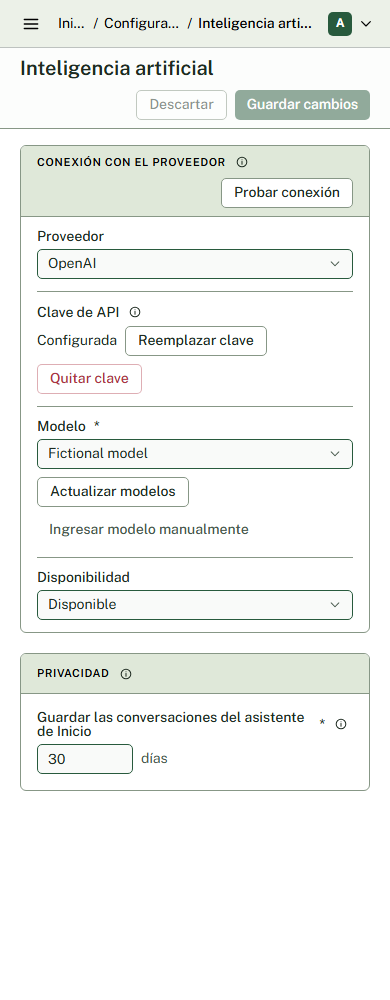 Ini... / Configura... / Inteligencia arti... A
Inteligencia artificial
Descartar Guardar cambios
CONEXIÓN CON EL PROVEEDOR
Probar conexión
Proveedor
OpenAI
Clave de API
Configurada Reemplazar clave
Quitar clave
Modelo *
Fictional model
Actualizar modelos
Ingresar modelo manualmente
Disponibilidad
Disponible
PRIVACIDAD
Guardar las conversaciones del asistente
de Inicio *
30 días